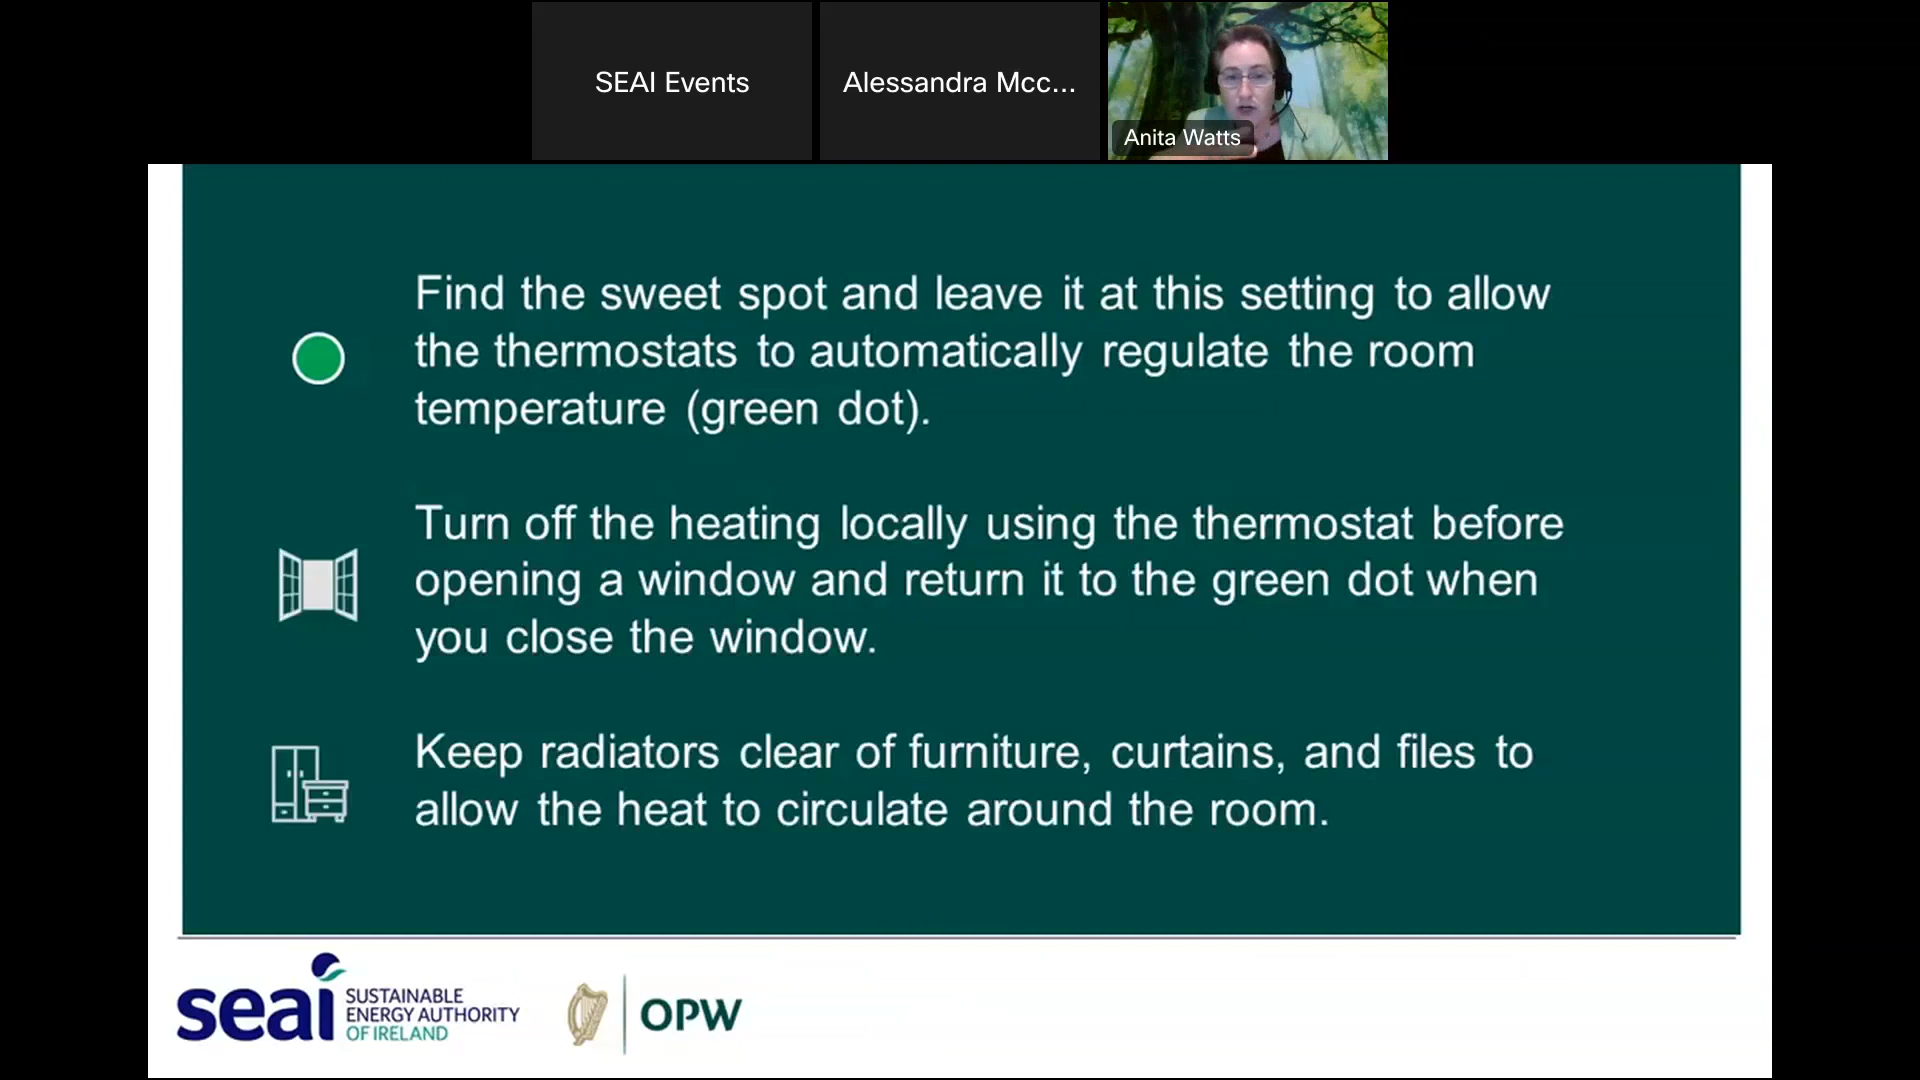 SEAI Events
Alessandra Mcc...
Anita Watts
Find the sweet spot and leave it at this setting to allow
the thermostats to automatically regulate the room
temperature (green dot).
Turn off the heating locally using the thermostat before
opening a window and return it to the green dot when
you close the window.
Keep radiators clear of furniture, curtains, and files to
allow the heat to circulate around the room.
seai
SUSTAINABLE
ENERGY AUTHORITY
OF IRELAND
OPW